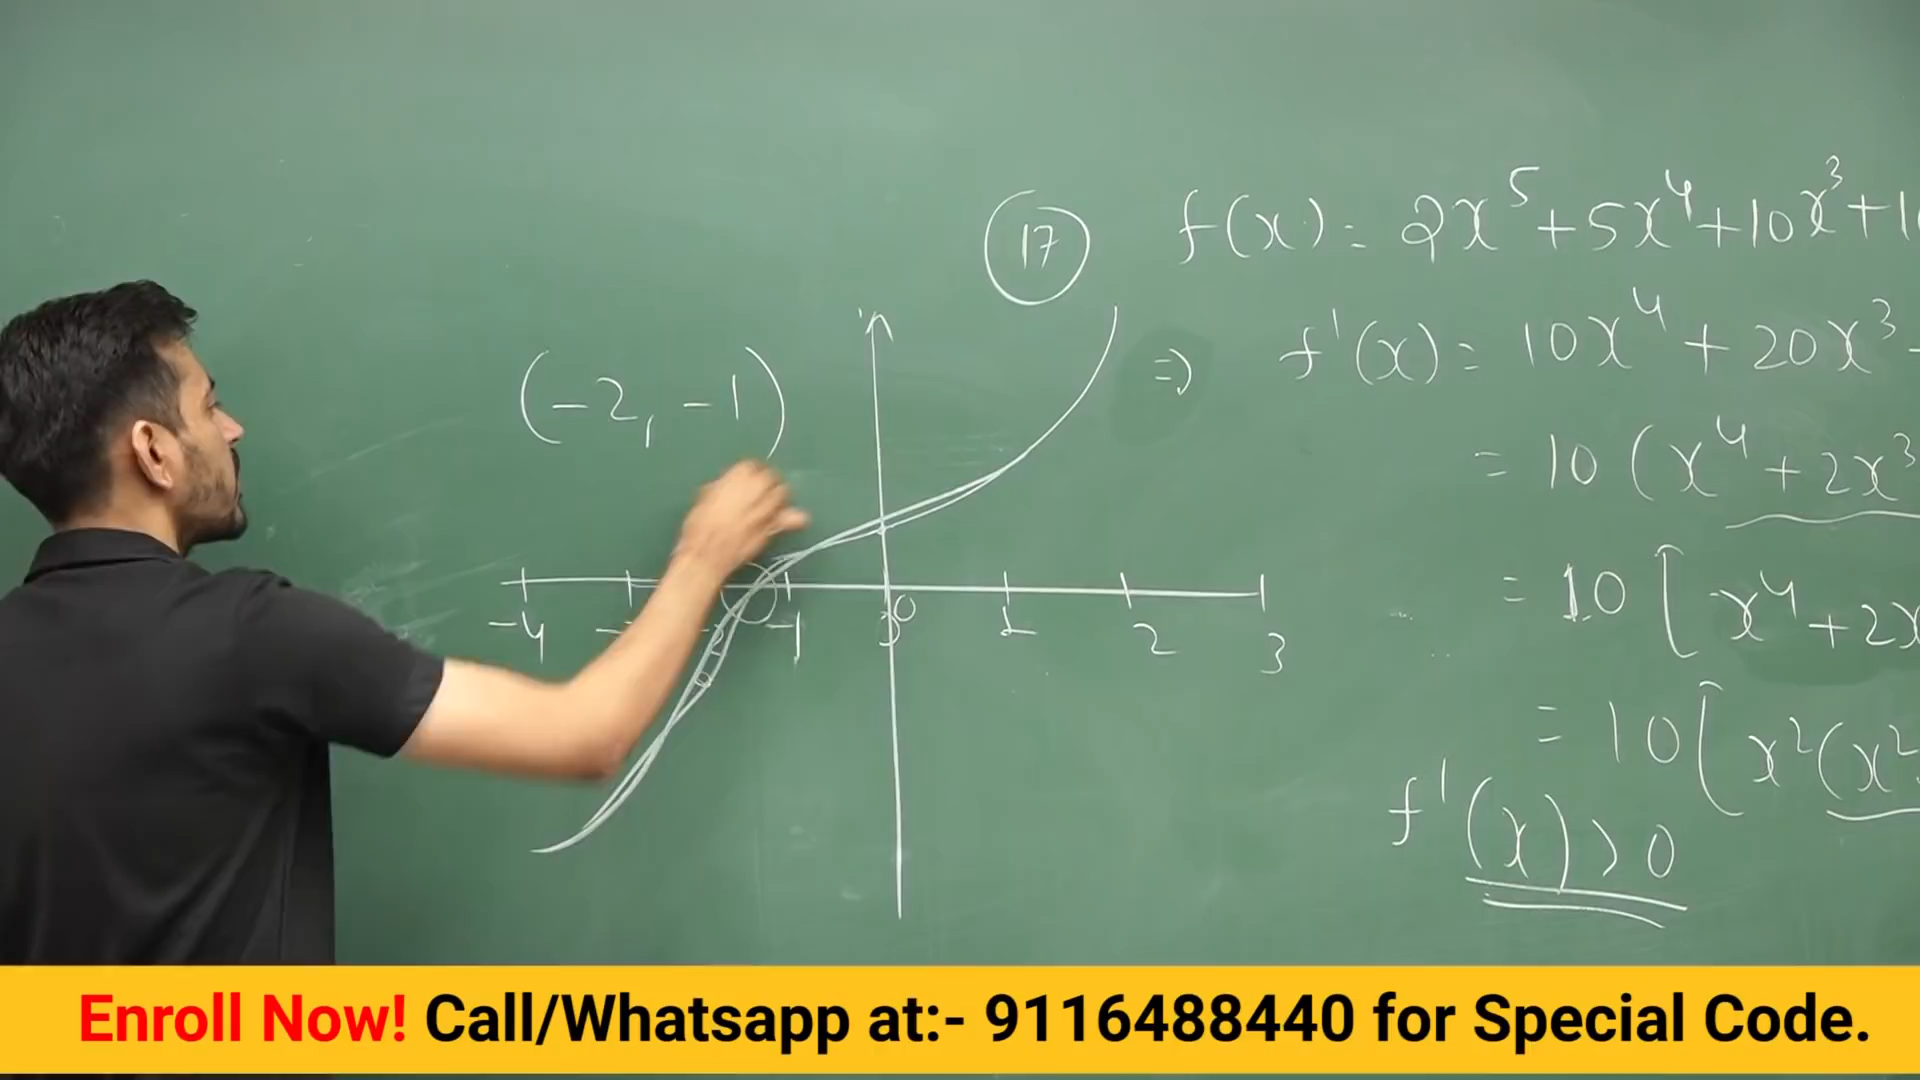 17
f(x) = 2x⁵ + 5x⁴ + 10x³ + 1
⇒ f'(x) = 10x⁴ + 20x³
= 10 (x⁴ + 2x³
= 10 [x⁴ + 2x
= 10 [x²(x²
f'(x) > 0
(-2, -1)
-4 -2 -1 0 1 2 3
Enroll Now! Call/Whatsapp at:- 9116488440 for Special Code.